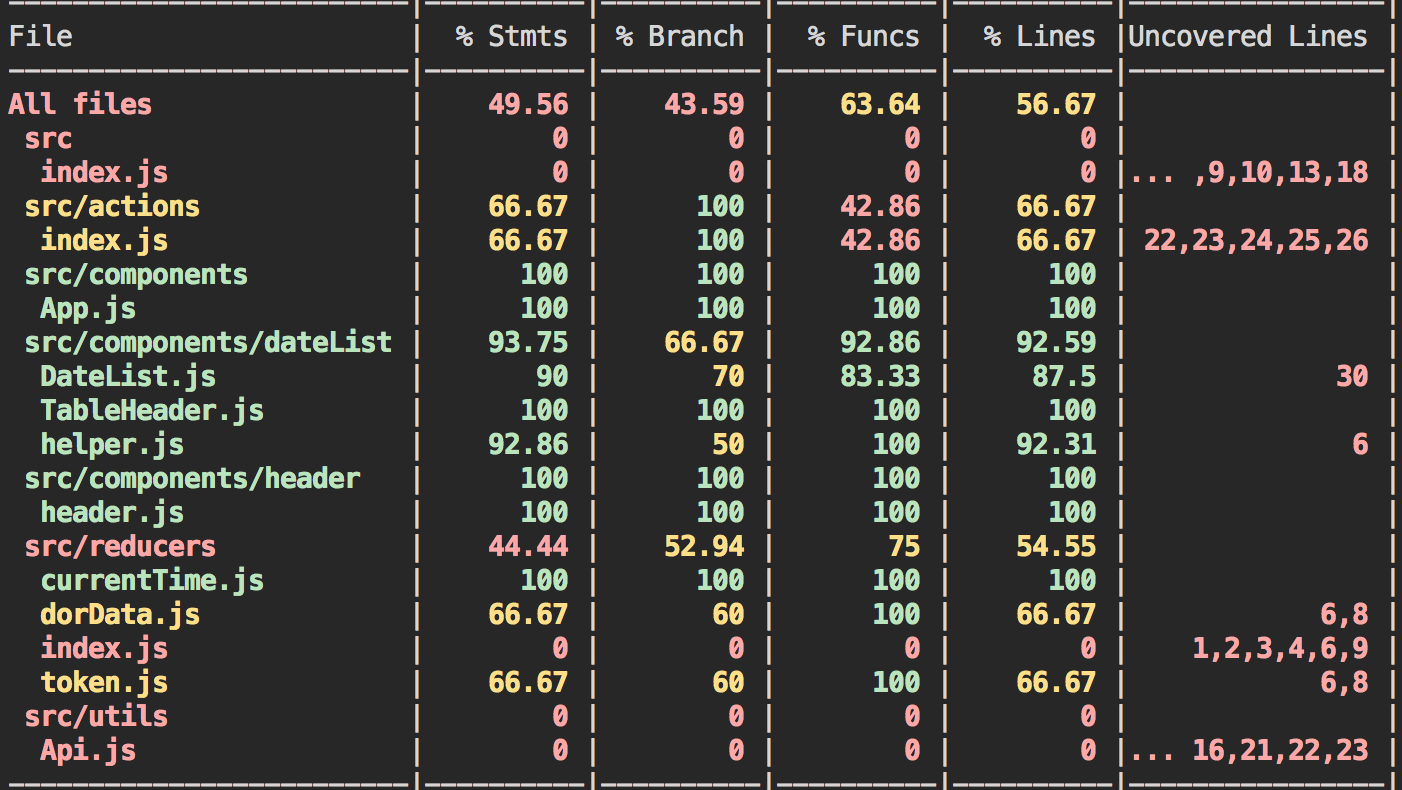 File | % Stmts | % Branch | % Funcs | % Lines |Uncovered Lines |
All files | 49.56 | 43.59 | 63.64 | 56.67 | |
src | 0 | 0 | 0 | 0 | |
index.js | 0 | 0 | 0 | 0 |... ,9,10,13,18 |
src/actions | 66.67 | 100 | 42.86 | 66.67 | |
index.js | 66.67 | 100 | 42.86 | 66.67 | 22,23,24,25,26 |
src/components | 100 | 100 | 100 | 100 | |
App.js | 100 | 100 | 100 | 100 | |
src/components/dateList | 93.75 | 66.67 | 92.86 | 92.59 | |
DateList.js | 90 | 70 | 83.33 | 87.5 | 30 |
TableHeader.js | 100 | 100 | 100 | 100 | |
helper.js | 92.86 | 50 | 100 | 92.31 | 6 |
src/components/header | 100 | 100 | 100 | 100 | |
header.js | 100 | 100 | 100 | 100 | |
src/reducers | 44.44 | 52.94 | 75 | 54.55 | |
currentTime.js | 100 | 100 | 100 | 100 | |
dorData.js | 66.67 | 60 | 100 | 66.67 | 6,8 |
index.js | 0 | 0 | 0 | 0 | 1,2,3,4,6,9 |
token.js | 66.67 | 60 | 100 | 66.67 | 6,8 |
src/utils | 0 | 0 | 0 | 0 | |
Api.js | 0 | 0 | 0 | 0 |... 16,21,22,23 |